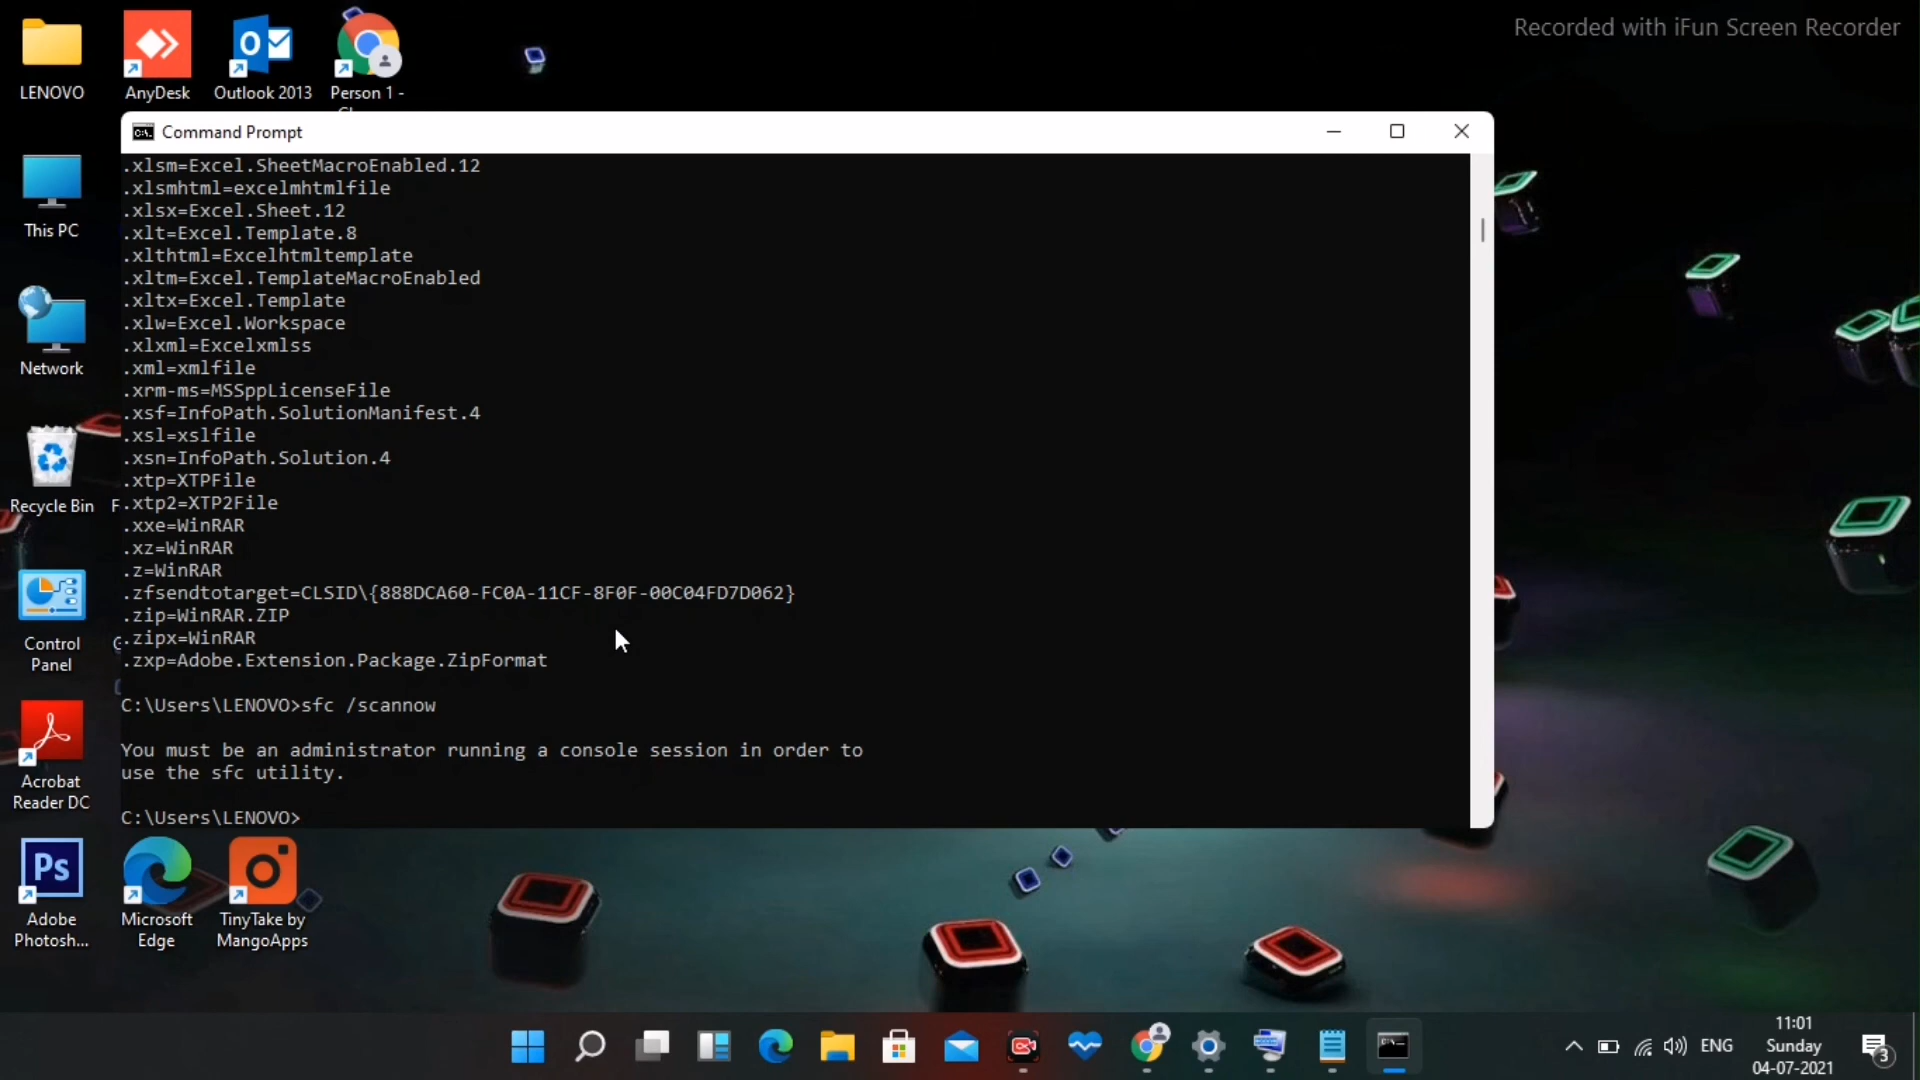 Recorded with iFun Screen Recorder
LENOVO
AnyDesk
Outlook 2013
Person 1 -
This PC
Network
Recycle Bin
Control
Panel
Acrobat
Reader DC
Adobe
Photosh...
Microsoft
Edge
TinyTake by
MangoApps
Command Prompt
.xlsm=Excel.SheetMacroEnabled.12
.xlsmhtml=excelmhtmlfile
.xlsx=Excel.Sheet.12
.xlt=Excel.Template.8
.xlthtml=Excelhtmltemplate
.xltm=Excel.TemplateMacroEnabled
.xltx=Excel.Template
.xlw=Excel.Workspace
.xlxml=Excelxmlss
.xml=xmlfile
.xrm-ms=MSSppLicenseFile
.xsf=InfoPath.SolutionManifest.4
.xsl=xslfile
.xsn=InfoPath.Solution.4
.xtp=XTPFile
.xtp2=XTP2File
.xxe=WinRAR
.xz=WinRAR
.z=WinRAR
.zfsendtotarget=CLSID\{888DCA60-FC0A-11CF-8F0F-00C04FD7D062}
.zip=WinRAR.ZIP
.zipx=WinRAR
.zxp=Adobe.Extension.Package.ZipFormat
C:\Users\LENOVO>sfc /scannow
You must be an administrator running a console session in order to
use the sfc utility.
C:\Users\LENOVO>
ENG
11:01
Sunday
04-07-2021
3